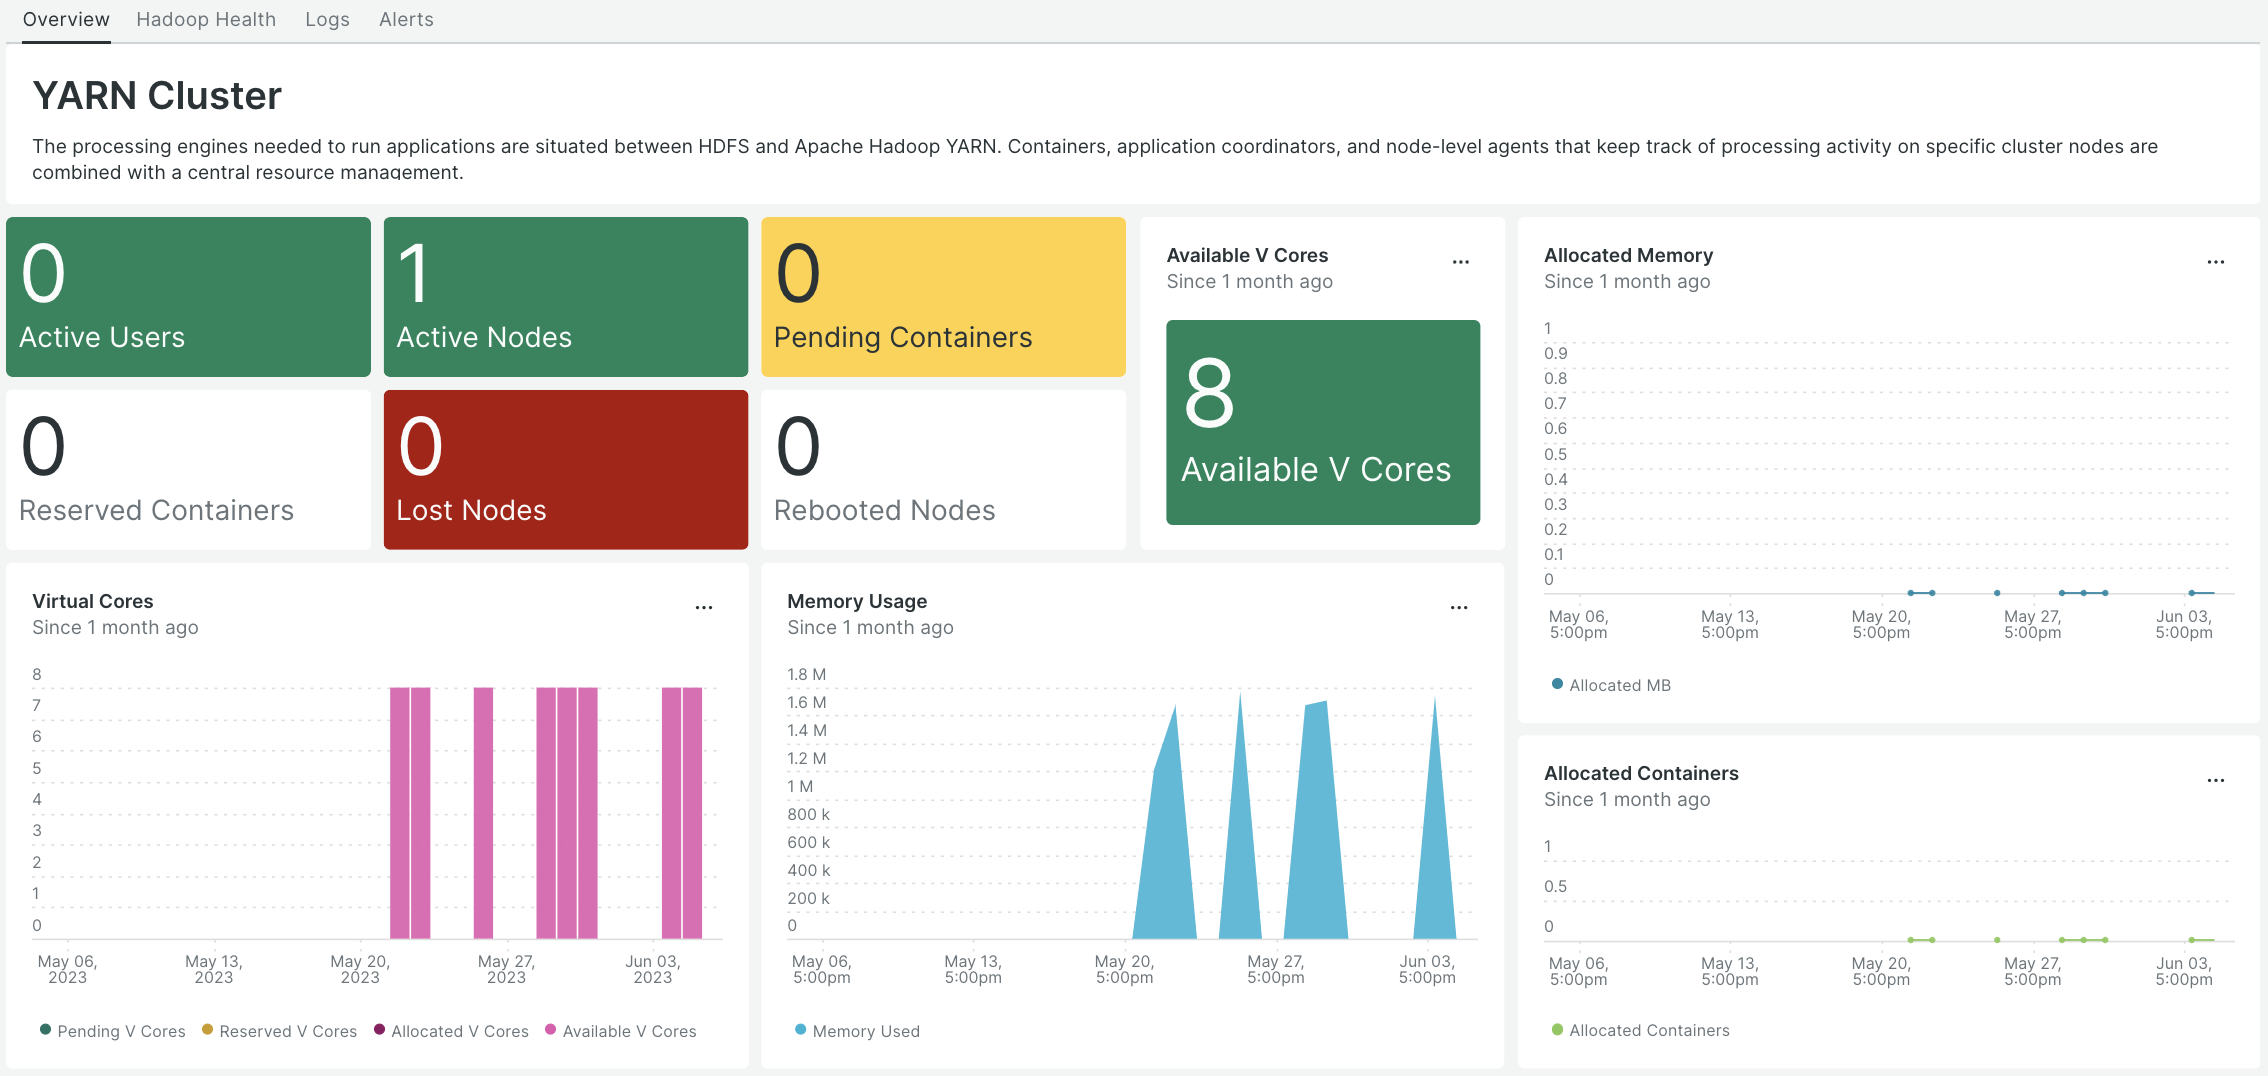 Overview Hadoop Health Logs Alerts
YARN Cluster
The processing engines needed to run applications are situated between HDFS and Apache Hadoop YARN. Containers, application coordinators, and node-level agents that keep track of processing activity on specific cluster nodes are
combined with a central resource management.
0
Active Users
1
Active Nodes
0
Pending Containers
0
Reserved Containers
0
Lost Nodes
0
Rebooted Nodes
Available V Cores
...
Since 1 month ago
8
Available V Cores
Allocated Memory
...
Since 1 month ago
1
0.9
0.8
0.7
0.6
0.5
0.4
0.3
0.2
0.1
0
May 06, May 13, May 20, May 27, Jun 03,
5:00pm 5:00pm 5:00pm 5:00pm 5:00pm
Allocated MB
Virtual Cores
...
Since 1 month ago
8
7
6
5
4
3
2
1
0
May 06, May 13, May 20, May 27, Jun 03,
2023 2023 2023 2023 2023
Pending V Cores Reserved V Cores Allocated V Cores Available V Cores
Memory Usage
...
Since 1 month ago
1.8 M
1.6 M
1.4 M
1.2 M
1 M
800 k
600 k
400 k
200 k
0
May 06, May 13, May 20, May 27, Jun 03,
5:00pm 5:00pm 5:00pm 5:00pm 5:00pm
Memory Used
Allocated Containers
...
Since 1 month ago
1
0.5
0
May 06, May 13, May 20, May 27, Jun 03,
5:00pm 5:00pm 5:00pm 5:00pm 5:00pm
Allocated Containers